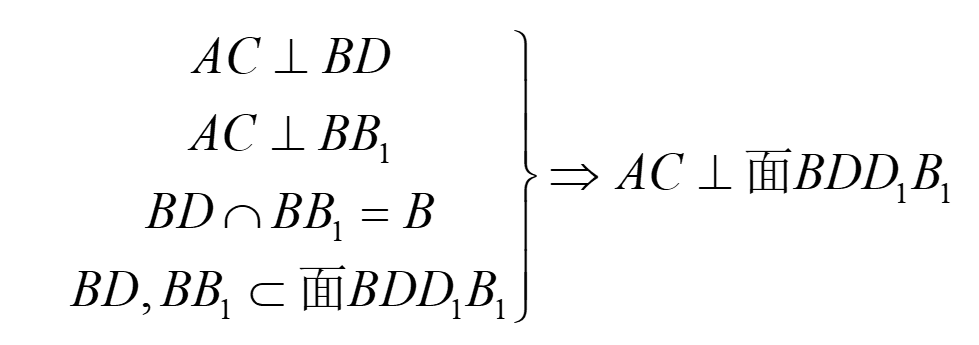 AC ⊥ BD
AC ⊥ BB₁
BD ∩ BB₁ = B
BD, BB₁ ⊂ 面BDD₁B₁
⇒ AC ⊥ 面BDD₁B₁